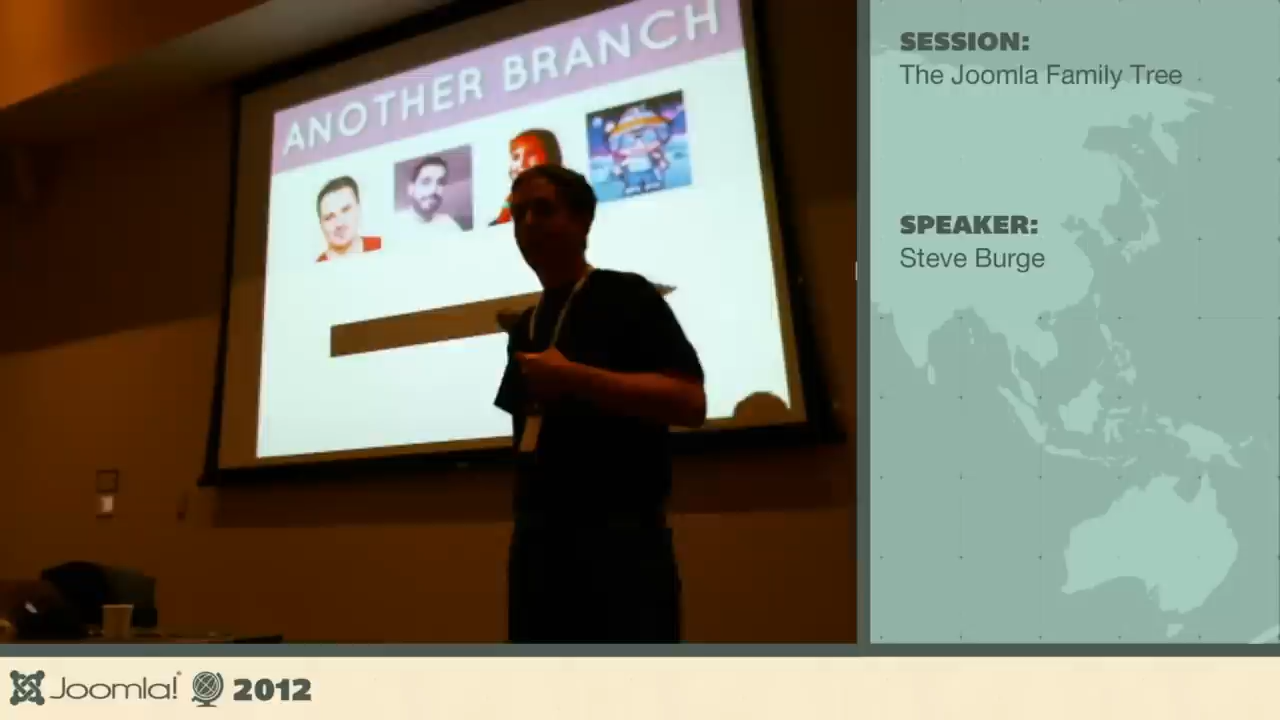 ANOTHER BRANCH
SESSION:
The Joomla Family Tree
SPEAKER:
Steve Burge
Joomla! 2012